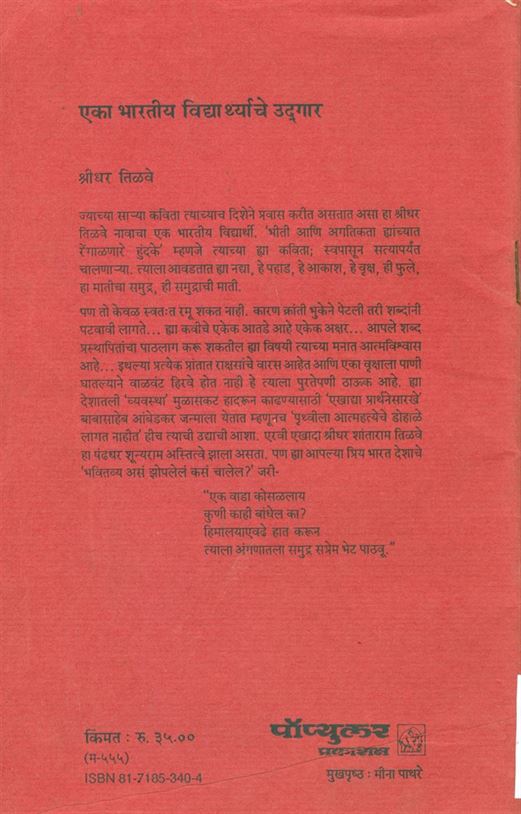 एका भारतीय विद्यार्थ्याचे उद्‌गार
श्रीधर तिळवे
ज्याच्या साऱ्या कविता त्याच्याच दिशेने प्रवास करीत असतात असा हा श्रीधर
तिळवे नावाचा एक भारतीय विद्यार्थी. 'भीती आणि अगतिकता ह्यांच्यात
रेंगाळणारे हुंदके' म्हणजे त्याच्या ह्या कविता; स्वपासून सत्यापर्यंत
चालणाऱ्या. त्याला आवडतात ह्या नद्या, हे पहाड, हे आकाश, हे वृक्ष, ही फुले,
हा मातीचा समुद्र, ही समुद्राची माती.
पण तो केवळ स्वतःत रमू शकत नाही. कारण क्रांती भुकेने पेटली तरी शब्दांनी
पटवावी लागते... ह्या कवीचे एकेक आतडे आहे एकेक अक्षर... आपले शब्द
प्रस्थापितांचा पाठलाग करू शकतील ह्या विषयी त्याच्या मनात आत्मविश्वास
आहे... इथल्या प्रत्येक प्रांतात राक्षसांचे वारस आहेत आणि एका वृक्षाला पाणी
घातल्याने वाळवंट हिरवे होत नाही हे त्याला पुरतेपणी ठाऊक आहे. ह्या
देशातली 'व्यवस्था' मुळासकट हादरून काढण्यासाठी 'एखाद्या प्रार्थनेसारखे'
बाबासाहेब आंबेडकर जन्माला येतात म्हणूनच 'पृथ्वीला आत्महत्येचे डोहाळे
लागत नाहीत' हीच त्याची उद्याची आशा. एरवी एखादा श्रीधर शांताराम तिळवे
हा पंढधर शून्यराम अस्तित्वे झाला असता. पण ह्या आपल्या प्रिय भारत देशाचे
'भवितव्य असं झोपलेलं कसं चालेल?' जरी-
"एक वाडा कोसळलाय
कुणी काही बांधेल का?
हिमालयाएवढे हात करून
त्याला अंगणातला समुद्र सप्रेम भेट पाठवू."
किंमत : रु. ३५.००
(म-५५५)
ISBN 81-7185-340-4
पॉप्युलर
प्रकाशन
मुखपृष्ठ : मीना पाथरे